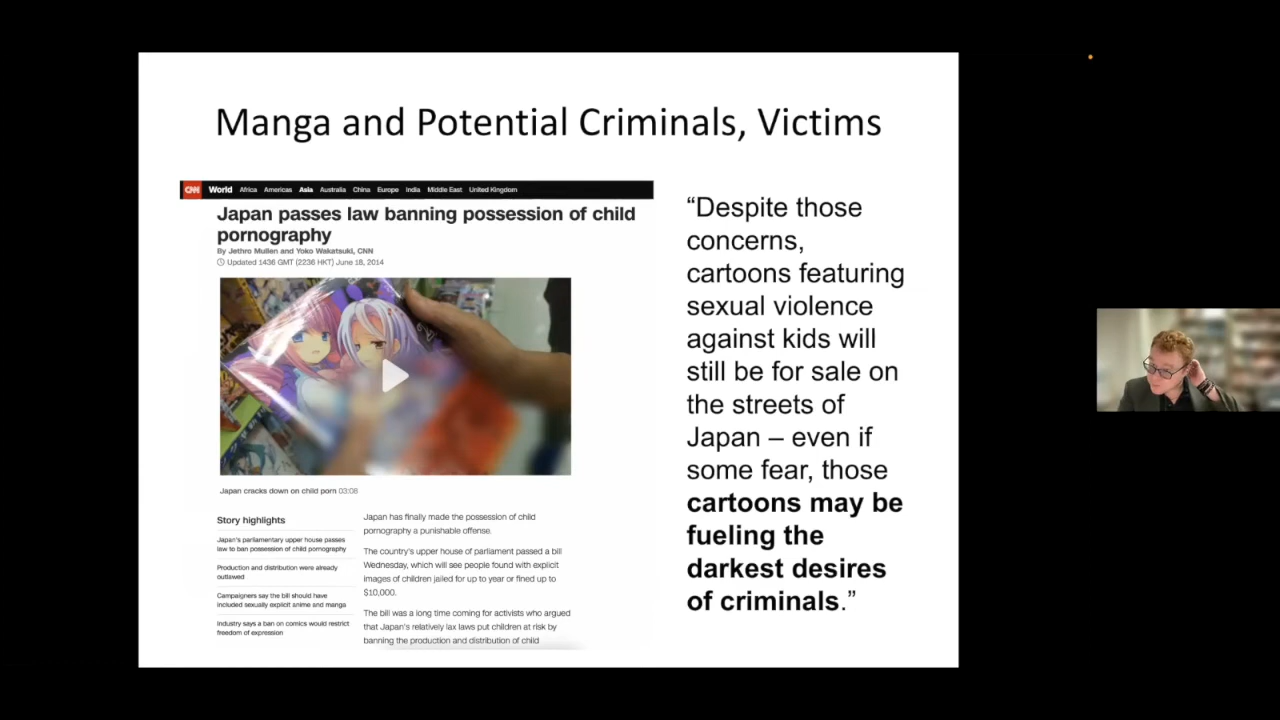 Manga and Potential Criminals, Victims
CNN World Africa Americas Asia Australia China Europe India Middle East United Kingdom
Japan passes law banning possession of child
pornography
By Jethro Mullen and Yoko Wakatsuki, CNN
Updated 1436 GMT (2236 HKT) June 18, 2014
Japan cracks down on child porn 03:08
Story highlights
Japan's parliamentary upper house passes
law to ban possession of child pornography
Production and distribution were already
outlawed
Campaigners say the bill should have
included sexually explicit anime and manga
Industry says a ban on comics would restrict
freedom of expression
Japan has finally made the possession of child
pornography a punishable offense.
The country's upper house of parliament passed a bill
Wednesday, which will see people found with explicit
images of children jailed for up to year or fined up to
$10,000.
The bill was a long time coming for activists who argued
that Japan's relatively lax laws put children at risk by
banning the production and distribution of child
“Despite those
concerns,
cartoons featuring
sexual violence
against kids will
still be for sale on
the streets of
Japan – even if
some fear, those
cartoons may be
fueling the
darkest desires
of criminals.”